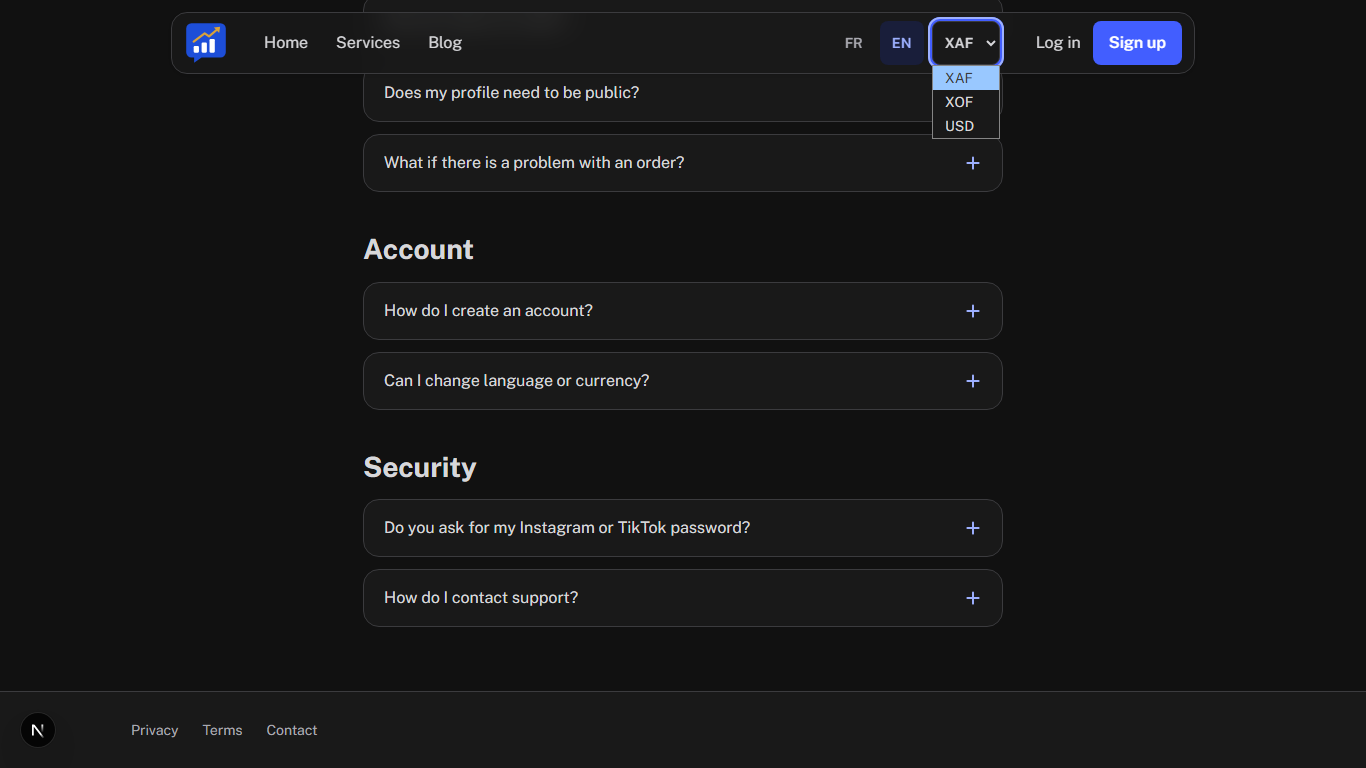 Home Services Blog FR EN XAF Log in Sign up
XAF
XOF
USD
Does my profile need to be public?
What if there is a problem with an order?
Account
How do I create an account?
Can I change language or currency?
Security
Do you ask for my Instagram or TikTok password?
How do I contact support?
N
Privacy Terms Contact